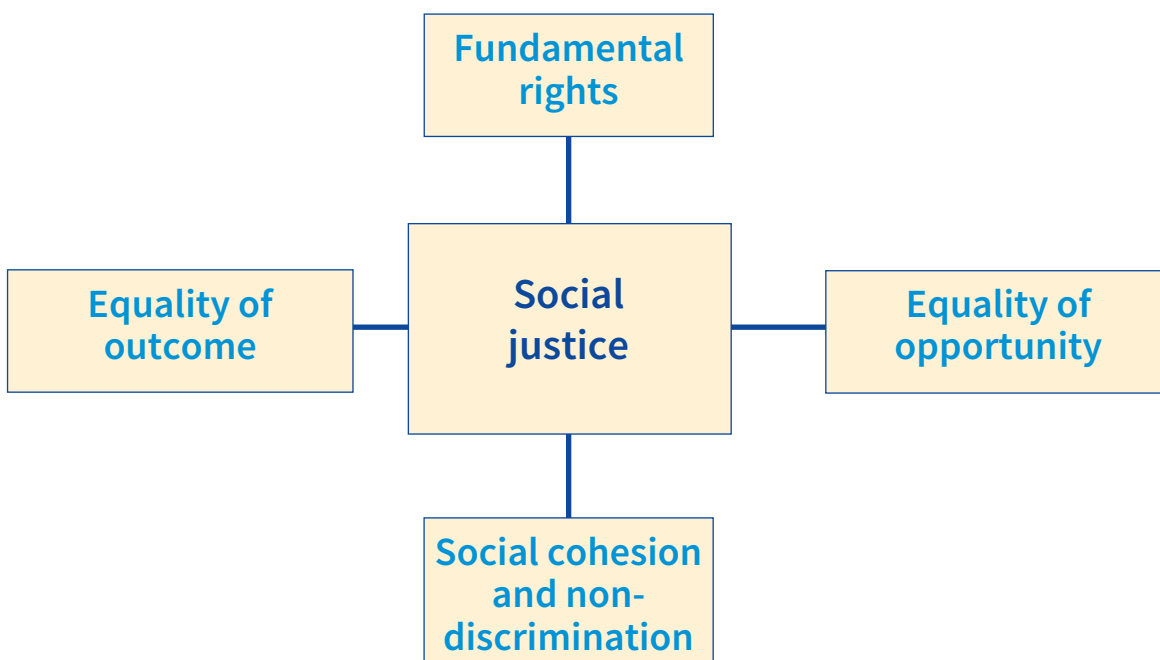 Fundamental
rights
Equality of
outcome
Social
justice
Equality of
opportunity
Social cohesion
and non-
discrimination